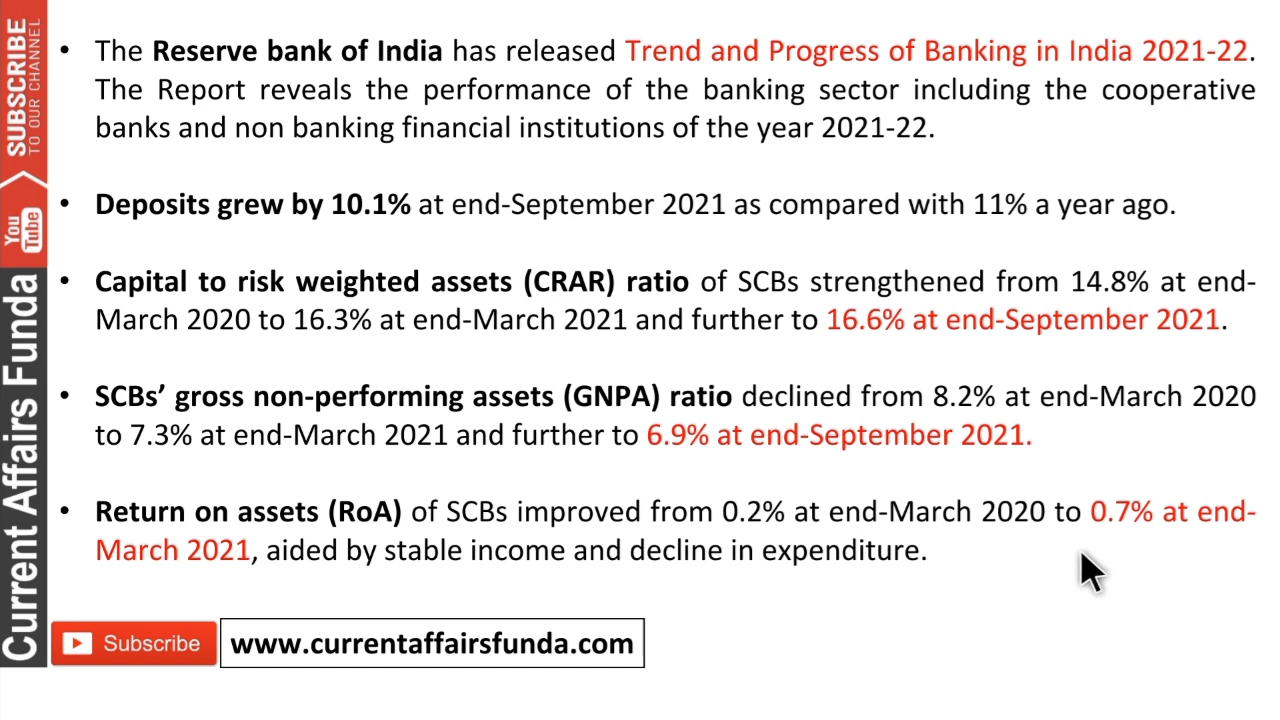 SUBSCRIBE
TO OUR CHANNEL
You
Tube
Current Affairs Funda
• The Reserve bank of India has released Trend and Progress of Banking in India 2021-22.
The Report reveals the performance of the banking sector including the cooperative
banks and non banking financial institutions of the year 2021-22.
• Deposits grew by 10.1% at end-September 2021 as compared with 11% a year ago.
• Capital to risk weighted assets (CRAR) ratio of SCBs strengthened from 14.8% at end-
March 2020 to 16.3% at end-March 2021 and further to 16.6% at end-September 2021.
• SCBs’ gross non-performing assets (GNPA) ratio declined from 8.2% at end-March 2020
to 7.3% at end-March 2021 and further to 6.9% at end-September 2021.
• Return on assets (RoA) of SCBs improved from 0.2% at end-March 2020 to 0.7% at end-
March 2021, aided by stable income and decline in expenditure.
Subscribe
www.currentaffairsfunda.com